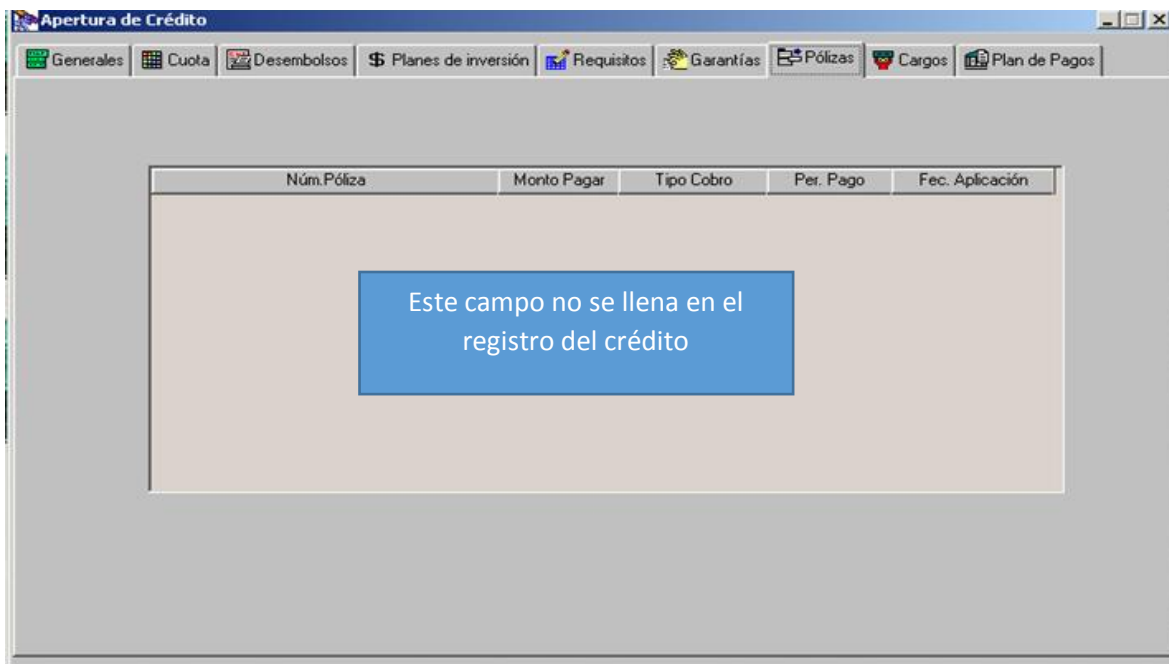 Apertura de Crédito
Generales Cuota Desembolsos $ Planes de inversión Requisitos Garantías Pólizas Cargos Plan de Pagos
Núm.Póliza Monto Pagar Tipo Cobro Per. Pago Fec. Aplicación
Este campo no se llena en el
registro del crédito